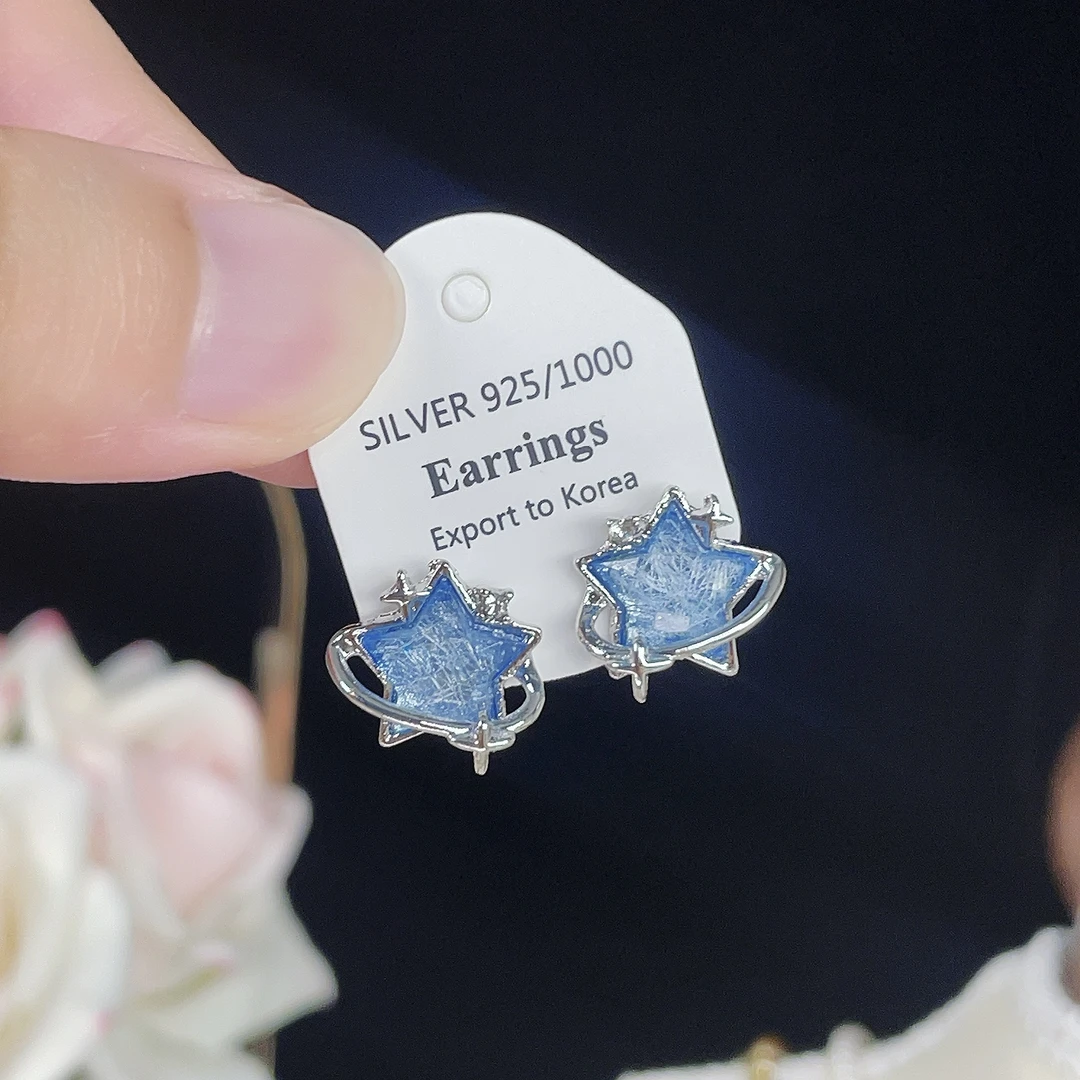 SILVER 925/1000
Earrings
Export to Korea